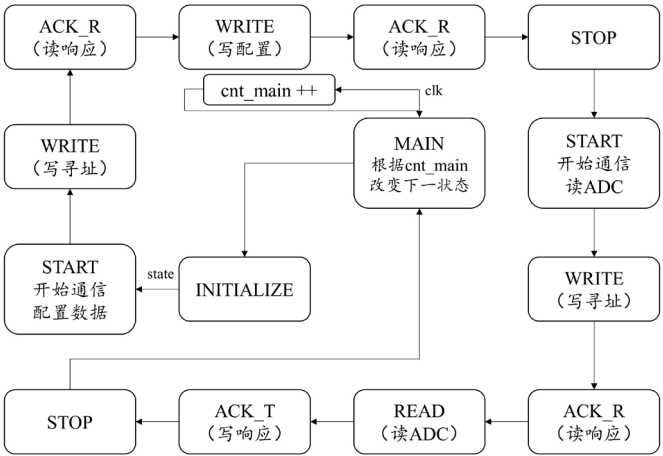 ACK_R
（读响应）
WRITE
（写配置）
ACK_R
（读响应）
STOP
cnt_main ++
clk
WRITE
（写寻址）
MAIN
根据cnt_main
改变下一状态
START
开始通信
读ADC
START
开始通信
配置数据
state
INITIALIZE
WRITE
（写寻址）
STOP
ACK_T
（写响应）
READ
（读ADC）
ACK_R
（读响应）